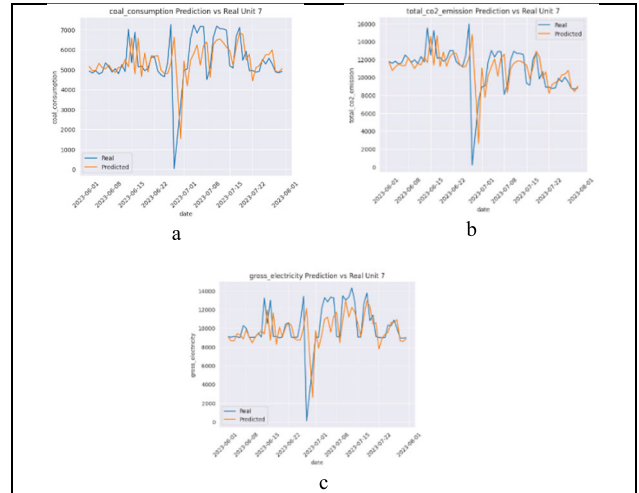 coal_consumption Prediction vs Real Unit 7
7000
6000
5000
4000
3000
2000
1000
0
coal_consumption
Real
Predicted
2023-06-01
2023-06-08
2023-06-15
2023-06-22
2023-07-01
2023-07-08
2023-07-15
2023-07-22
2023-08-01
date
a
total_co2_emission Prediction vs Real Unit 7
16000
14000
12000
10000
8000
6000
4000
2000
0
total_co2_emission
Real
Predicted
2023-06-01
2023-06-08
2023-06-15
2023-06-22
2023-07-01
2023-07-08
2023-07-15
2023-07-22
2023-08-01
date
b
gross_electricity Prediction vs Real Unit 7
14000
12000
10000
8000
6000
4000
2000
0
gross_electricity
Real
Predicted
2023-06-01
2023-06-08
2023-06-15
2023-06-22
2023-07-01
2023-07-08
2023-07-15
2023-07-22
2023-08-01
date
c